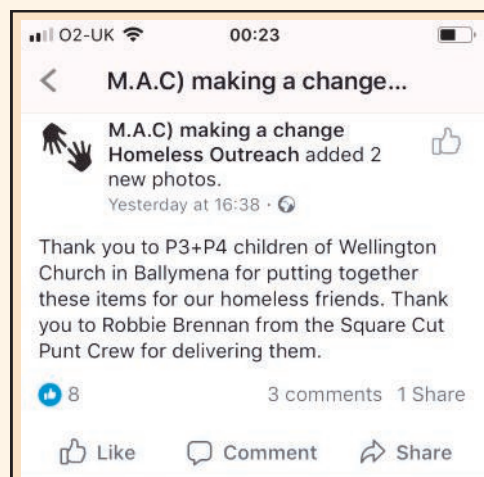 O2-UK 00:23
M.A.C) making a change...
M.A.C) making a change
Homeless Outreach added 2
new photos.
Yesterday at 16:38 ·
Thank you to P3+P4 children of Wellington
Church in Ballymena for putting together
these items for our homeless friends. Thank
you to Robbie Brennan from the Square Cut
Punt Crew for delivering them.
8 3 comments 1 Share
Like Comment Share